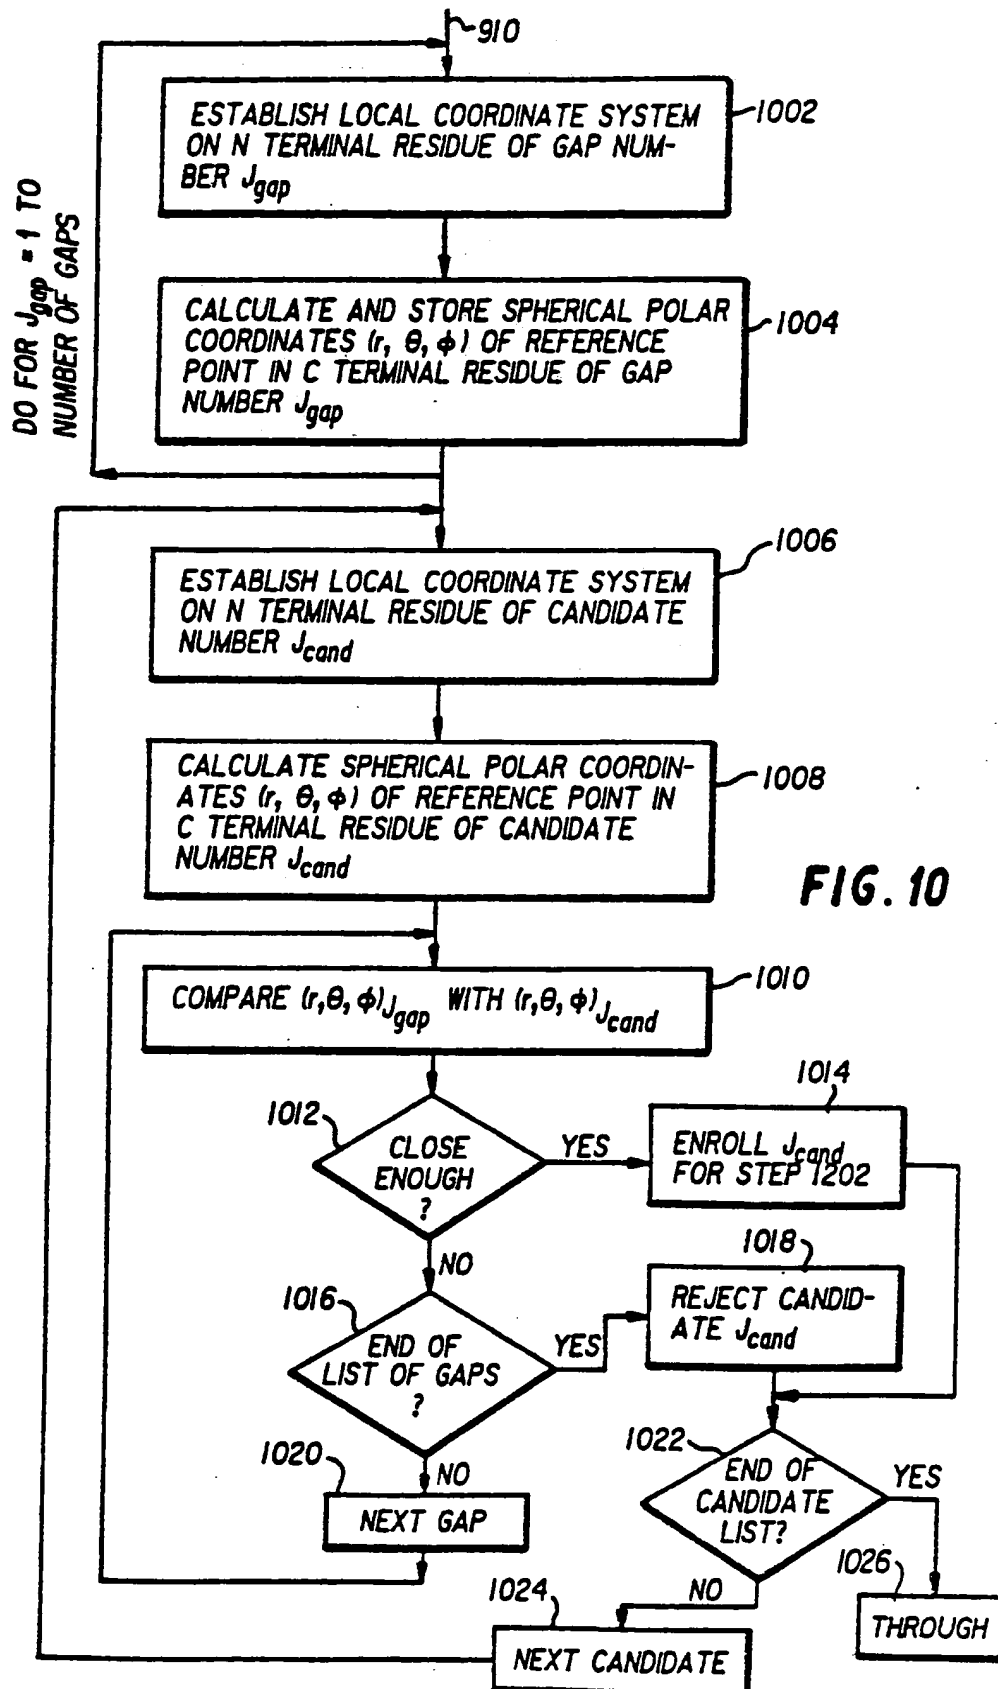 910
ESTABLISH LOCAL COORDINATE SYSTEM
ON N TERMINAL RESIDUE OF GAP NUM-
BER Jgap
1002
DO FOR Jgap = 1 TO
NUMBER OF GAPS
CALCULATE AND STORE SPHERICAL POLAR
COORDINATES (r, θ, ϕ) OF REFERENCE
POINT IN C TERMINAL RESIDUE OF GAP
NUMBER Jgap
1004
ESTABLISH LOCAL COORDINATE SYSTEM
ON N TERMINAL RESIDUE OF CANDIDATE
NUMBER Jcand
1006
CALCULATE SPHERICAL POLAR COORDIN-
ATES (r, θ, ϕ) OF REFERENCE POINT IN
C TERMINAL RESIDUE OF CANDIDATE
NUMBER Jcand
1008
FIG. 10
COMPARE (r,θ,ϕ)Jgap WITH (r,θ,ϕ)Jcand
1010
1012
CLOSE
ENOUGH
?
YES
1014
ENROLL Jcand
FOR STEP 1202
NO
1016
END OF
LIST OF GAPS
?
YES
1018
REJECT CANDID-
ATE Jcand
1020
NO
NEXT GAP
1022
END OF
CANDIDATE
LIST?
YES
NO
1024
NEXT CANDIDATE
1026
THROUGH